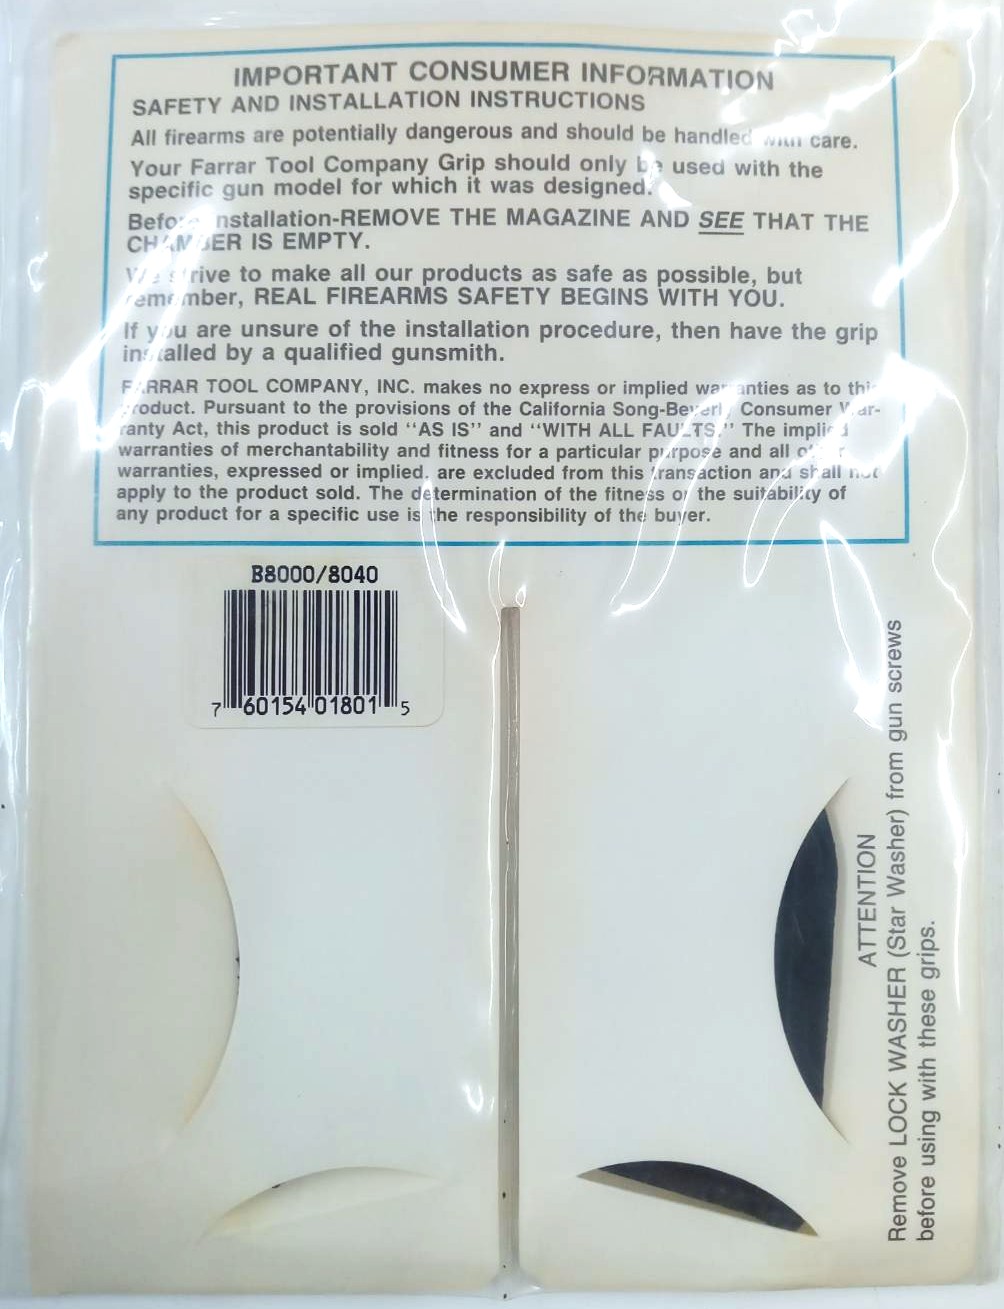 IMPORTANT CONSUMER INFORMATION
SAFETY AND INSTALLATION INSTRUCTIONS
All firearms are potentially dangerous and should be handled with care.
Your Farrar Tool Company Grip should only be used with the
specific gun model for which it was designed.
Before installation-REMOVE THE MAGAZINE AND SEE THAT THE
CHAMBER IS EMPTY.
We strive to make all our products as safe as possible, but
remember, REAL FIREARMS SAFETY BEGINS WITH YOU.
If you are unsure of the installation procedure, then have the grip
installed by a qualified gunsmith.
FARRAR TOOL COMPANY, INC. makes no express or implied warranties as to this
product. Pursuant to the provisions of the California Song-Beverly Consumer War-
ranty Act, this product is sold "AS IS" and "WITH ALL FAULTS." The implied
warranties of merchantability and fitness for a particular purpose and all other
warranties, expressed or implied, are excluded from this transaction and shall not
apply to the product sold. The determination of the fitness or the suitability of
any product for a specific use is the responsibility of the buyer.
B8000/8040
7 60154 01801 5
ATTENTION
Remove LOCK WASHER (Star Washer) from gun screws
before using with these grips.